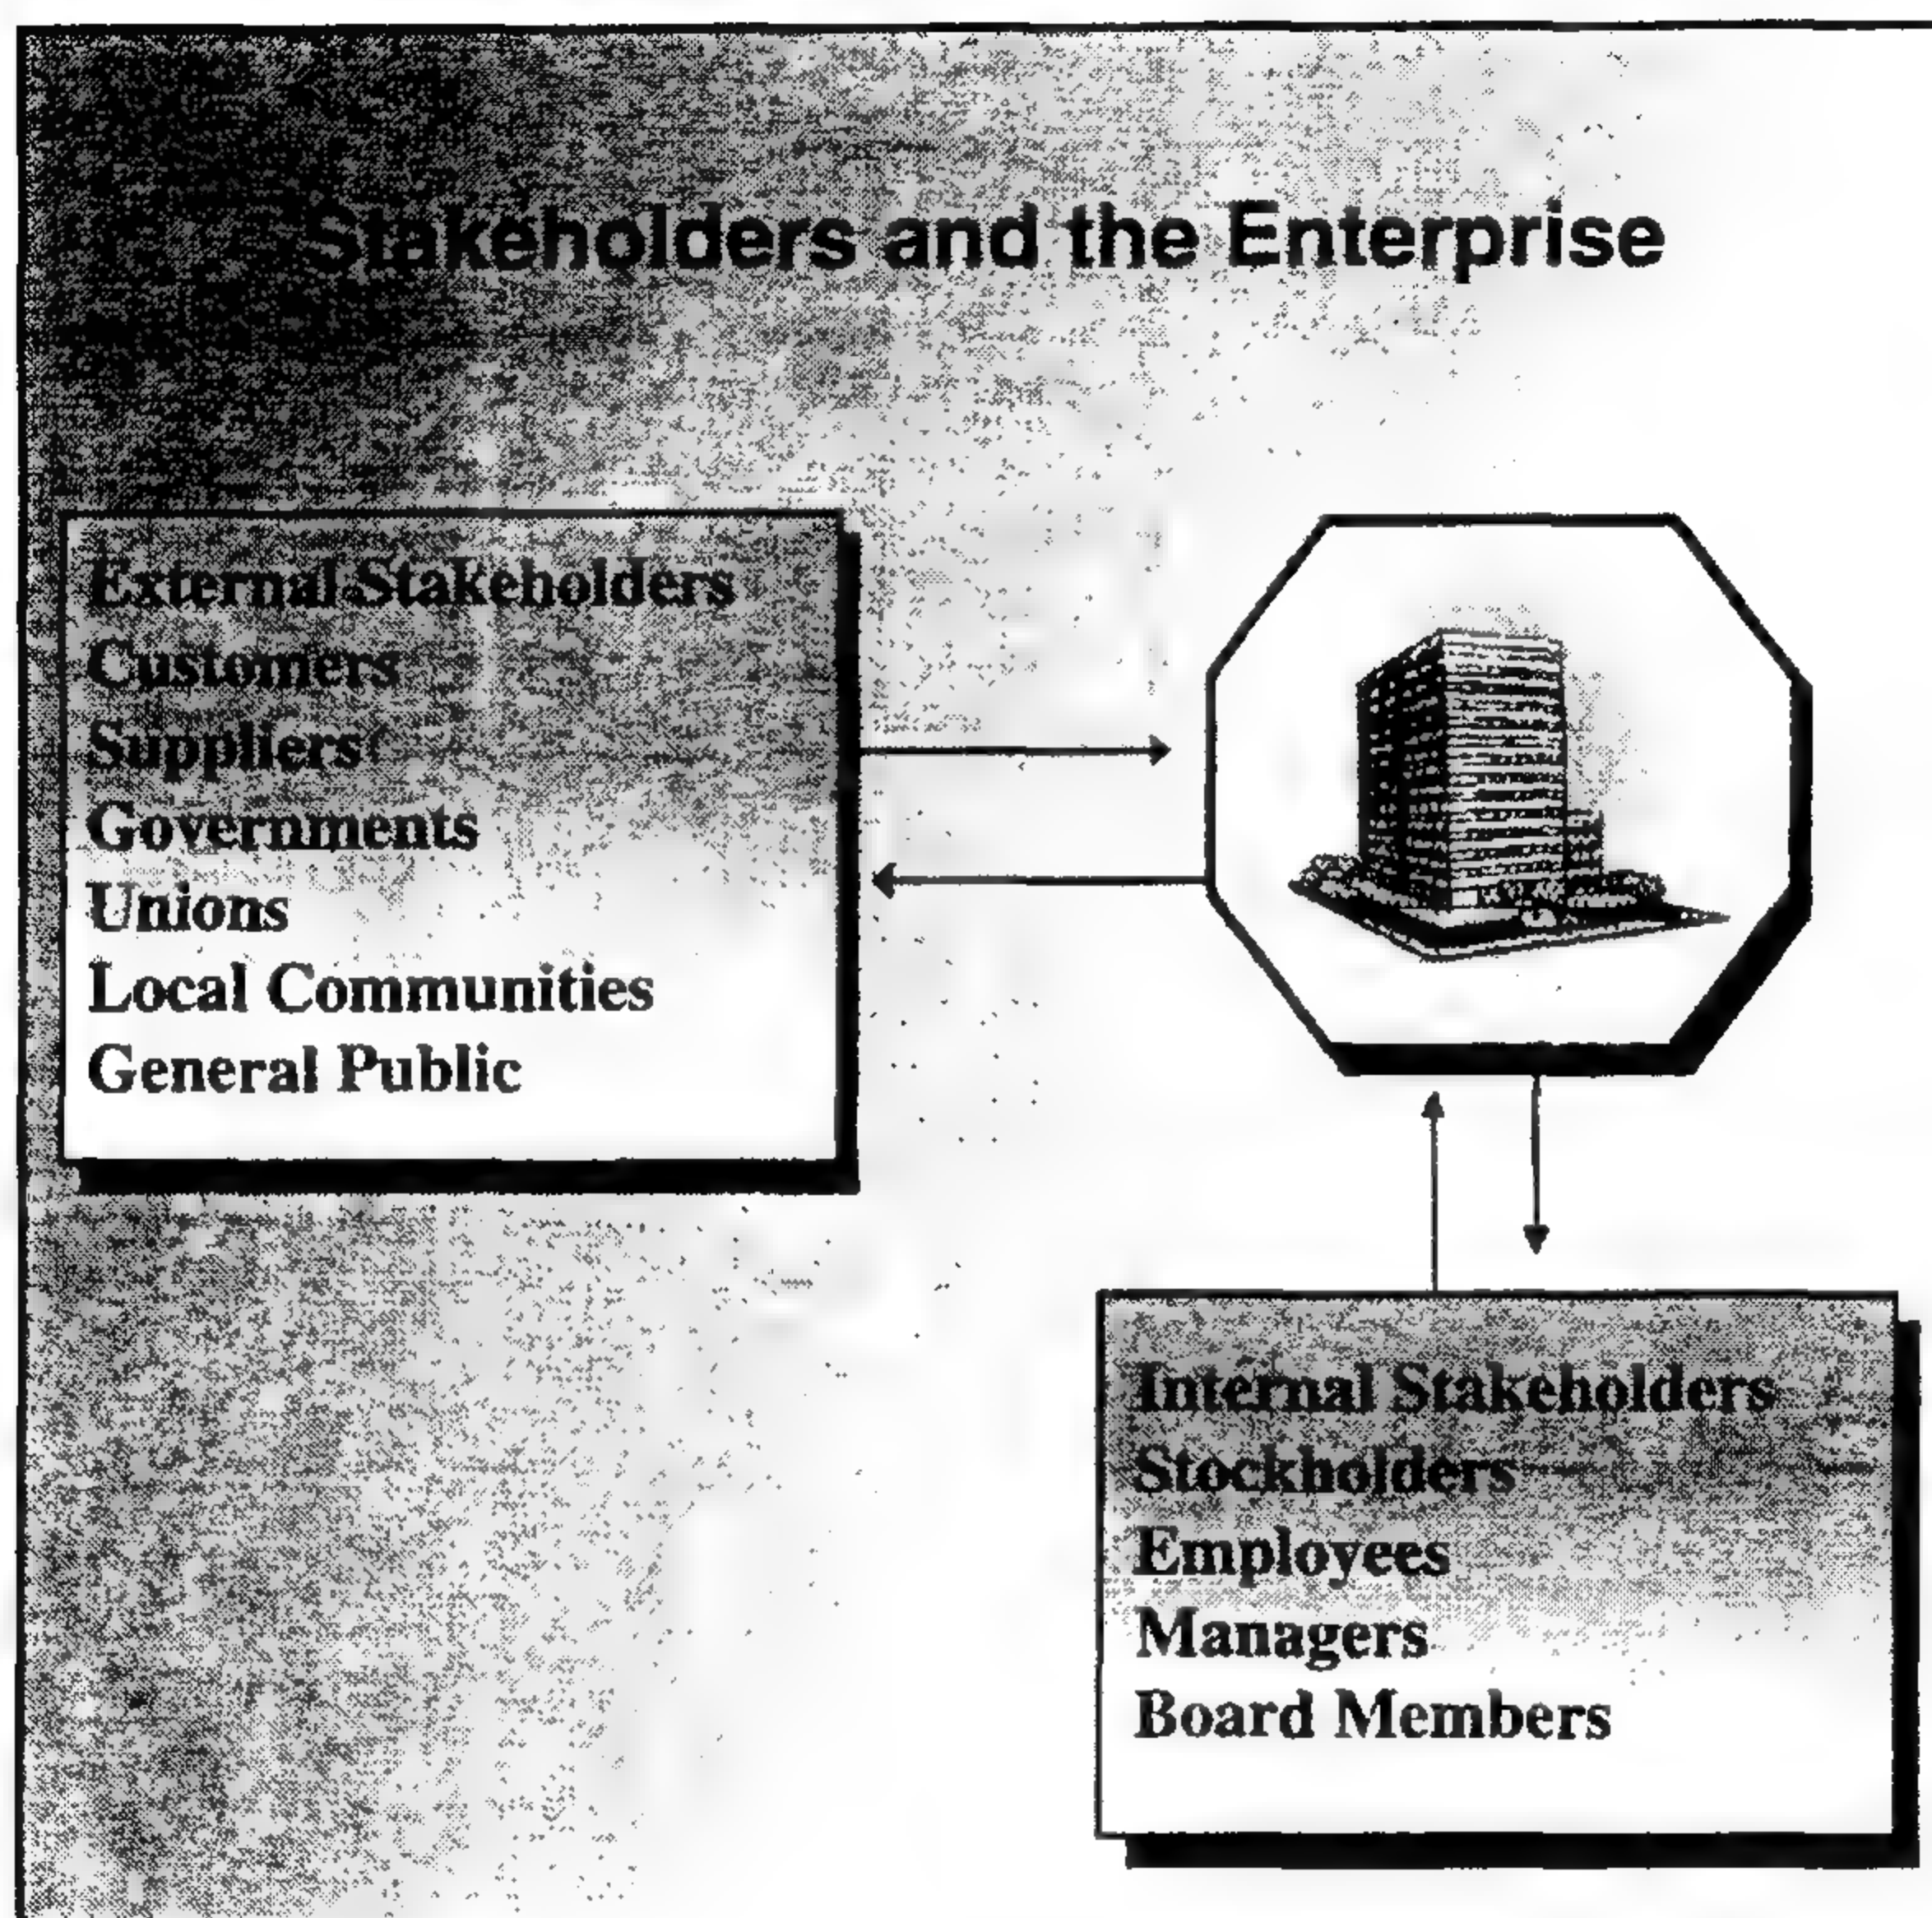 Stakeholders and the Enterprise
External Stakeholders
Customers
Suppliers
Governments
Unions
Local Communities
General Public
Internal Stakeholders
Stockholders
Employees
Managers
Board Members